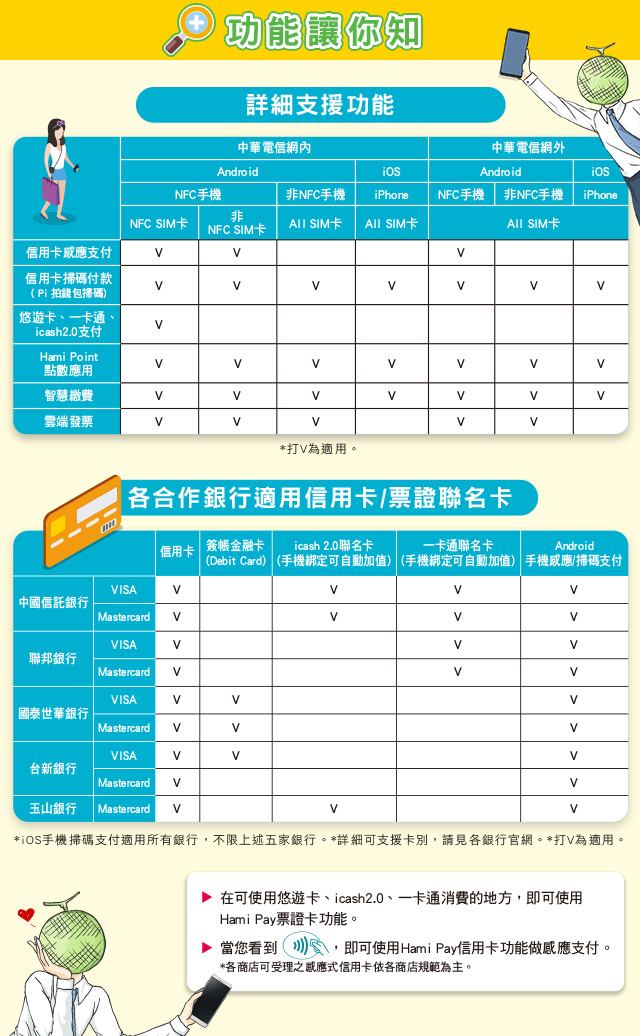 功能讓你知
詳細支援功能
中華電信網內 中華電信網外
Android iOS Android iOS
NFC手機 非NFC手機 iPhone NFC手機 非NFC手機 iPhone
NFC SIM卡 非 NFC SIM卡 All SIM卡 All SIM卡 All SIM卡
信用卡感應支付 V V V
信用卡掃碼付款 V V V V V V V
( Pi 拍錢包掃碼)
悠遊卡、一卡通、 V
icash2.0支付
Hami Point V V V V V V V
點數應用
智慧繳費 V V V V V V V
雲端發票 V V V V V
*打V為適用。
各合作銀行適用信用卡/票證聯名卡
信用卡 簽帳金融卡 icash 2.0聯名卡 一卡通聯名卡 Android
(Debit Card) (手機綁定可自動加值) (手機綁定可自動加值) 手機感應/掃碼支付
中國信託銀行 VISA V V V V
Mastercard V V V V
聯邦銀行 VISA V V V
Mastercard V V V
國泰世華銀行 VISA V V V
Mastercard V V V
台新銀行 VISA V V V
Mastercard V V
玉山銀行 Mastercard V V V
*iOS手機掃碼支付適用所有銀行，不限上述五家銀行。*詳細可支援卡別，請見各銀行官網。*打V為適用。
在可使用悠遊卡、icash2.0、一卡通消費的地方，即可使用
Hami Pay票證卡功能。
當您看到 ，即可使用Hami Pay信用卡功能做感應支付。
*各商店可受理之感應式信用卡依各商店規範為主。